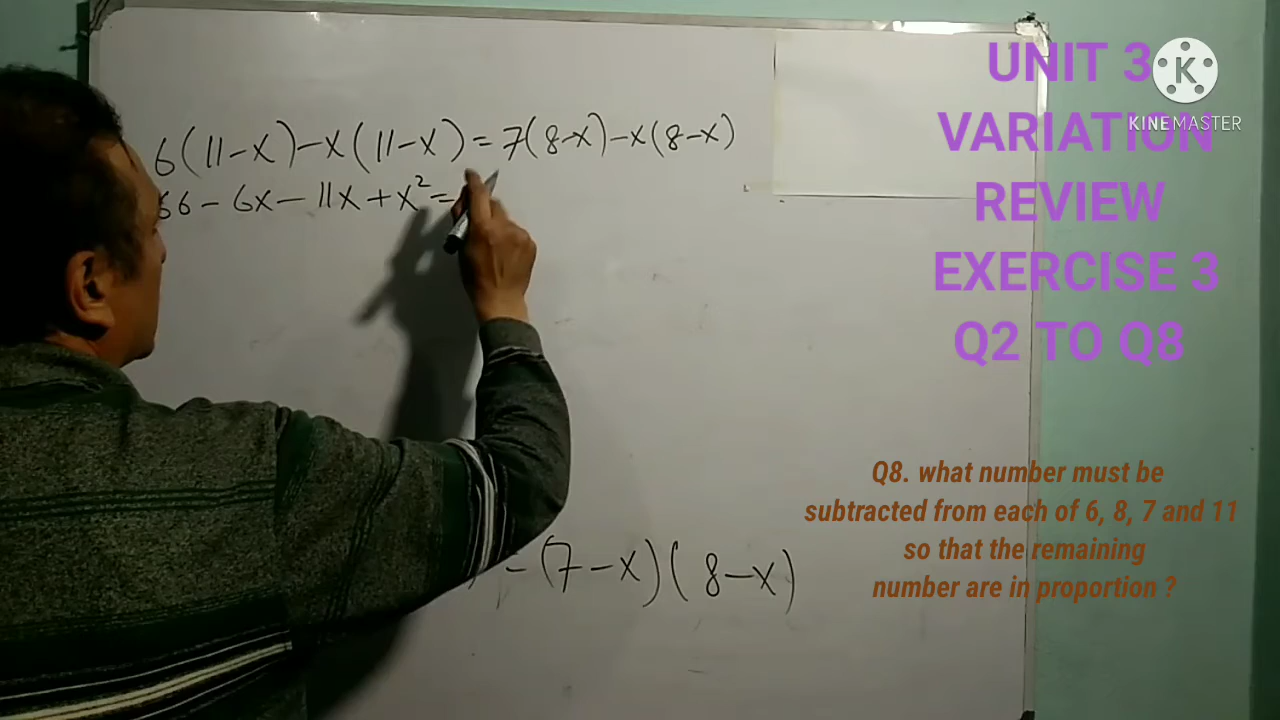 6(11-x)-x(11-x)=7(8-x)-x(8-x)
66-6x-11x+x²=
-(7-x)(8-x)
UNIT 3
VARIATION
REVIEW
EXERCISE 3
Q2 TO Q8
K
KINEMASTER
Q8. what number must be
subtracted from each of 6, 8, 7 and 11
so that the remaining
number are in proportion ?